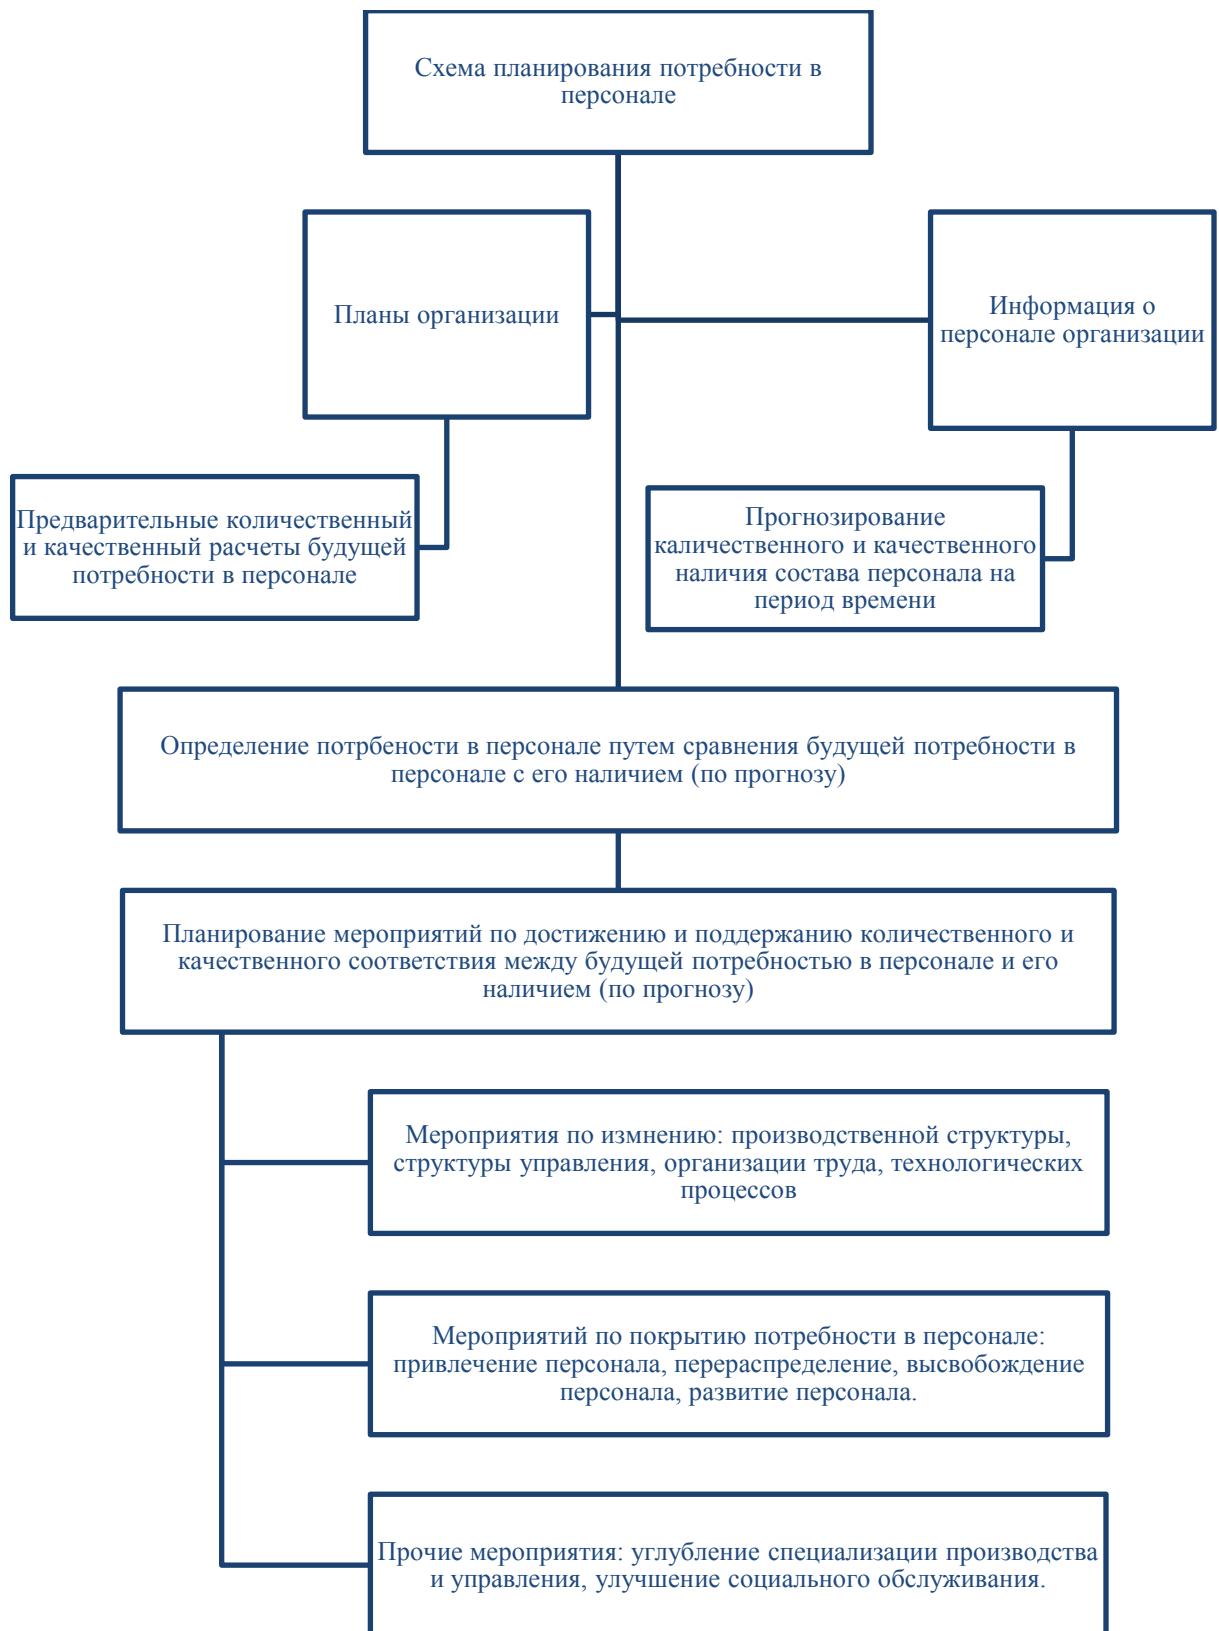 Схема планирования потребности в
персонале
Планы организации
Информация о
персонале организации
Предварительные количественный
и качественный расчеты будущей
потребности в персонале
Прогнозирование
каличественного и качественного
наличия состава персонала на
период времени
Определение потрбености в персонале путем сравнения будущей потребности в
персонале с его наличием (по прогнозу)
Планирование мероприятий по достижению и поддержанию количественного и
качественного соответствия между будущей потребностью в персонале и его
наличием (по прогнозу)
Мероприятия по измнению: производственной структуры,
структуры управления, организации труда, технологических
процессов
Мероприятий по покрытию потребности в персонале:
привлечение персонала, перераспределение, высвобождение
персонала, развитие персонала.
Прочие мероприятия: углубление специализации производства
и управления, улучшение социального обслуживания.